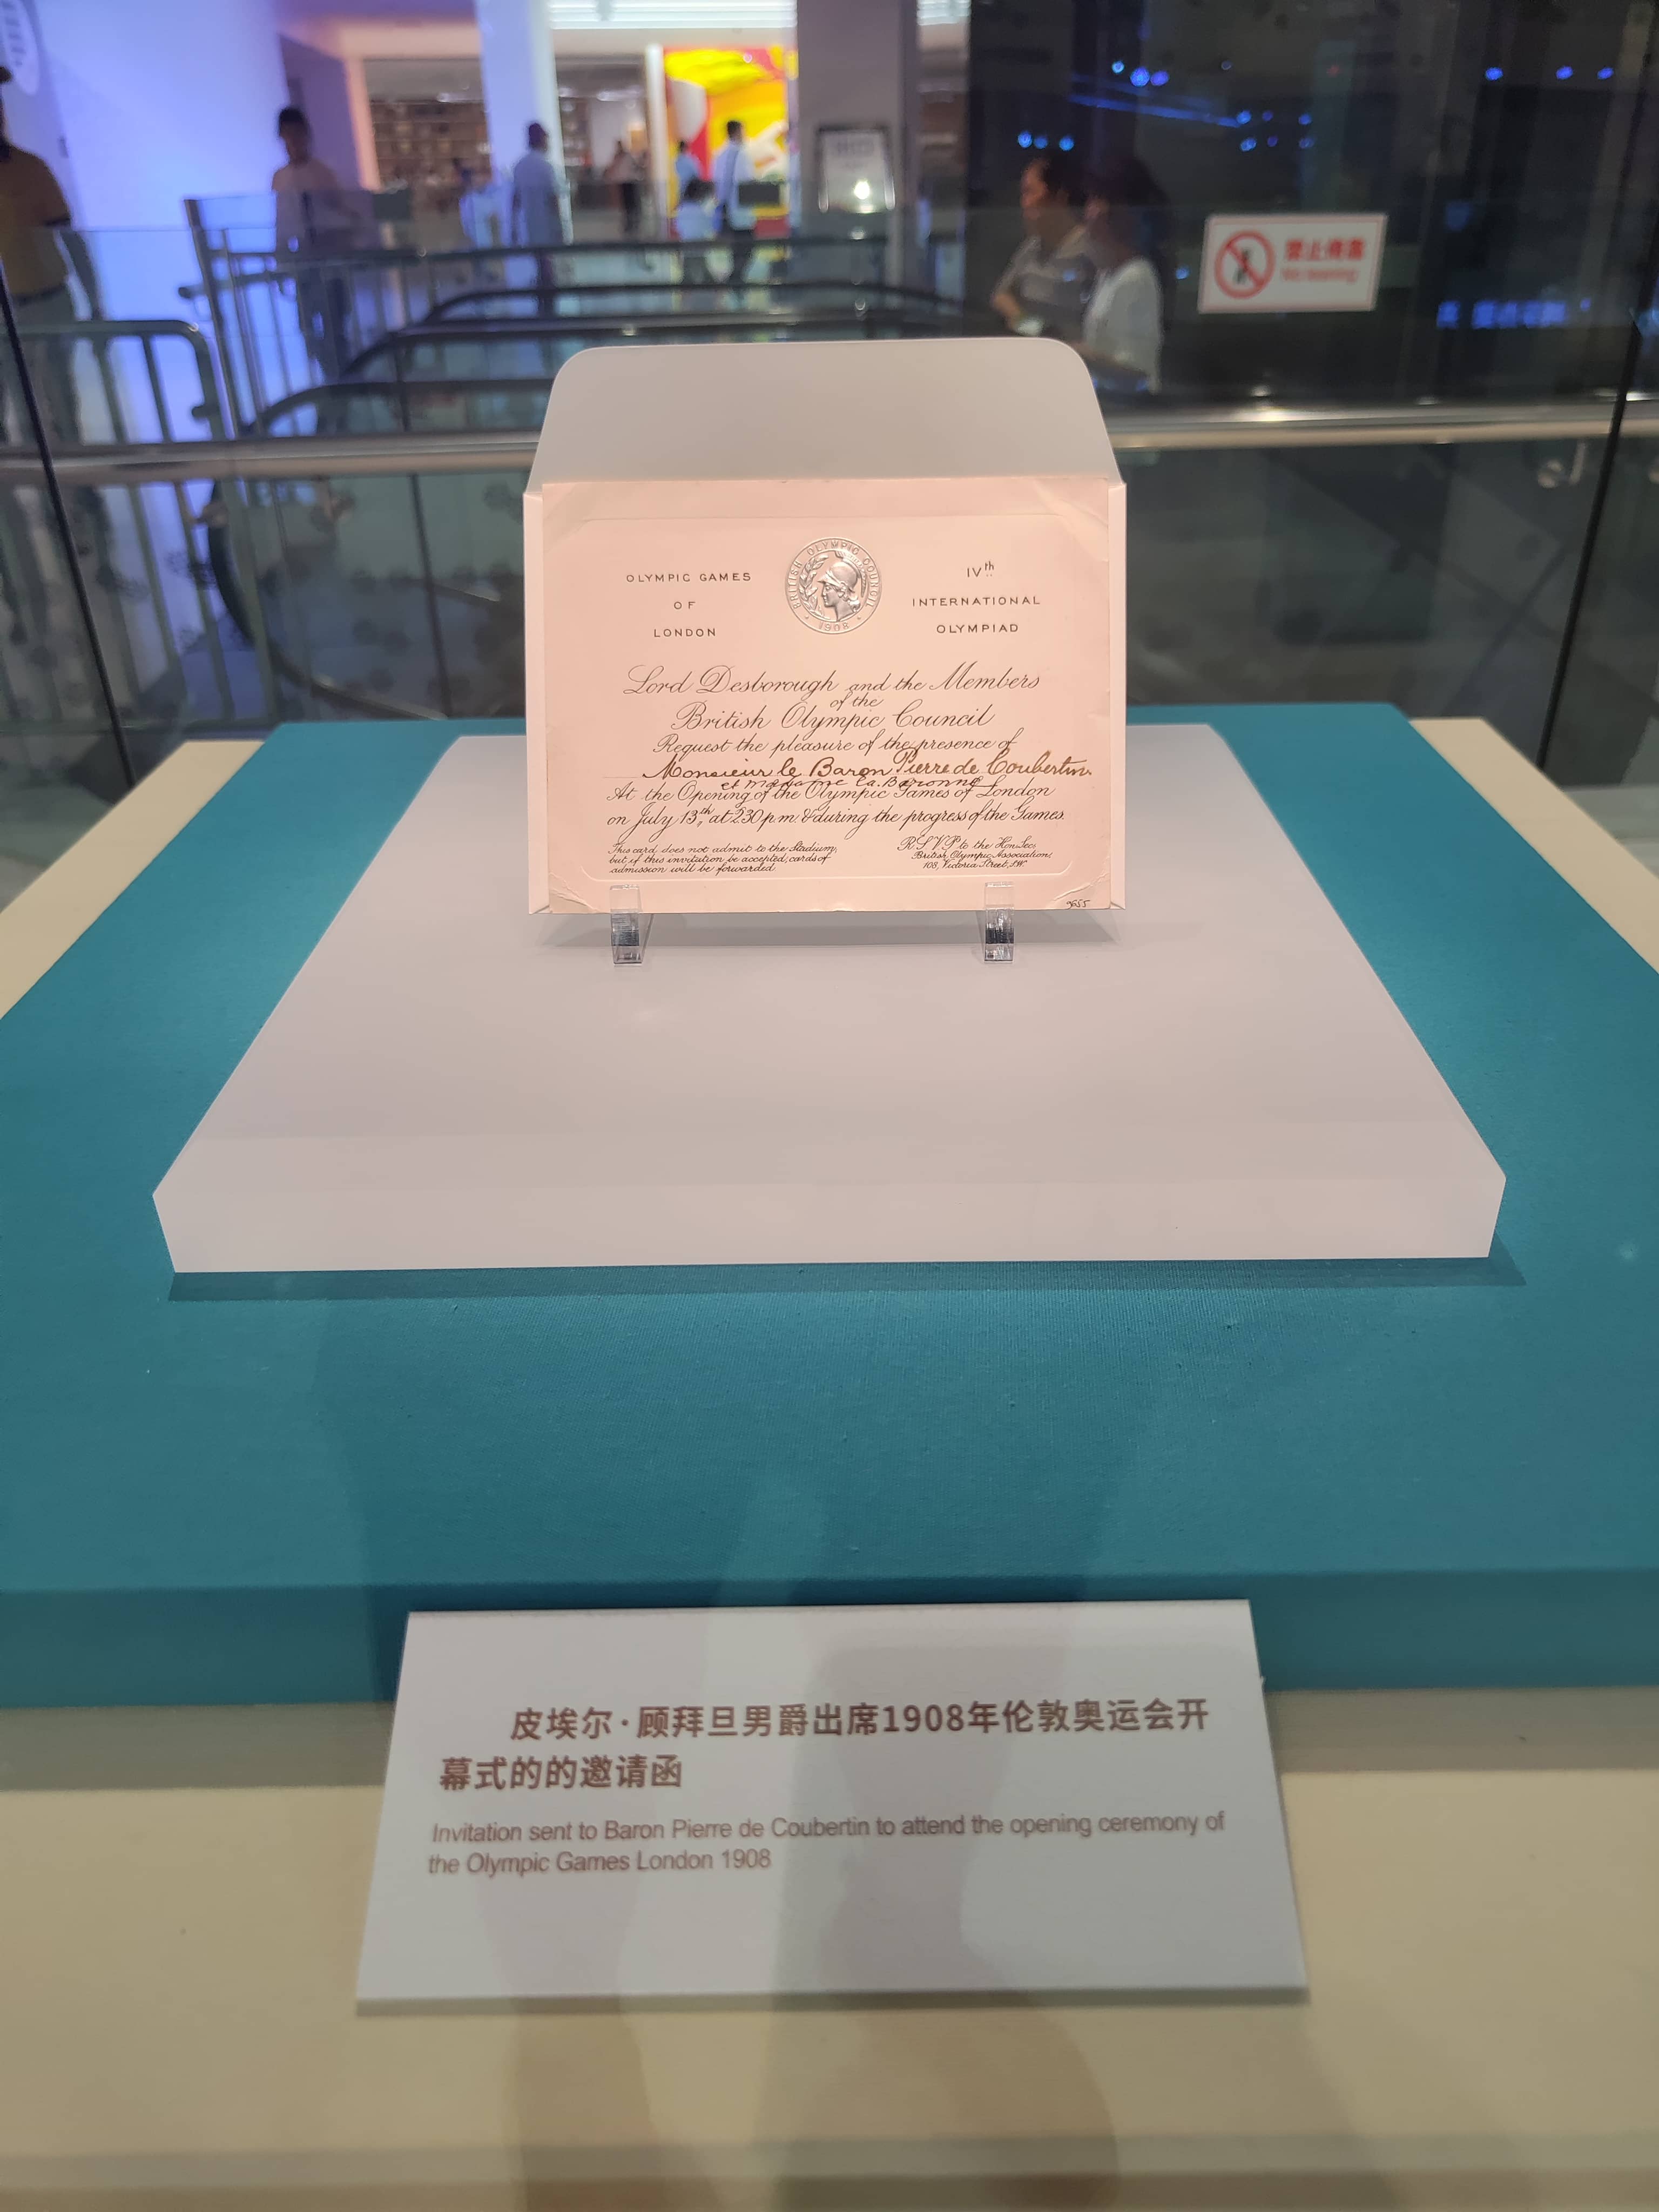 禁止倚靠
No leaning
OLYMPIC GAMES
OF
LONDON
BRITISH OLYMPIC COUNCIL
1908
IVth
INTERNATIONAL
OLYMPIAD
Lord Desborough and the Members
of the
British Olympic Council
Request the pleasure of the presence of
Monsieur le Baron Pierre de Coubertin
et Madame la Baronne
At the Opening of the Olympic Games of London
on July 13th, at 2.30 p.m. & during the progress of the Games.
This card does not admit to the Stadium,
but if this invitation be accepted, cards of
admission will be forwarded.
R.S.V.P. to the Hon. Sec:
British Olympic Association,
108, Victoria Street, S.W.
皮埃尔·顾拜旦男爵出席1908年伦敦奥运会开
幕式的的邀请函
Invitation sent to Baron Pierre de Coubertin to attend the opening ceremony of
the Olympic Games London 1908